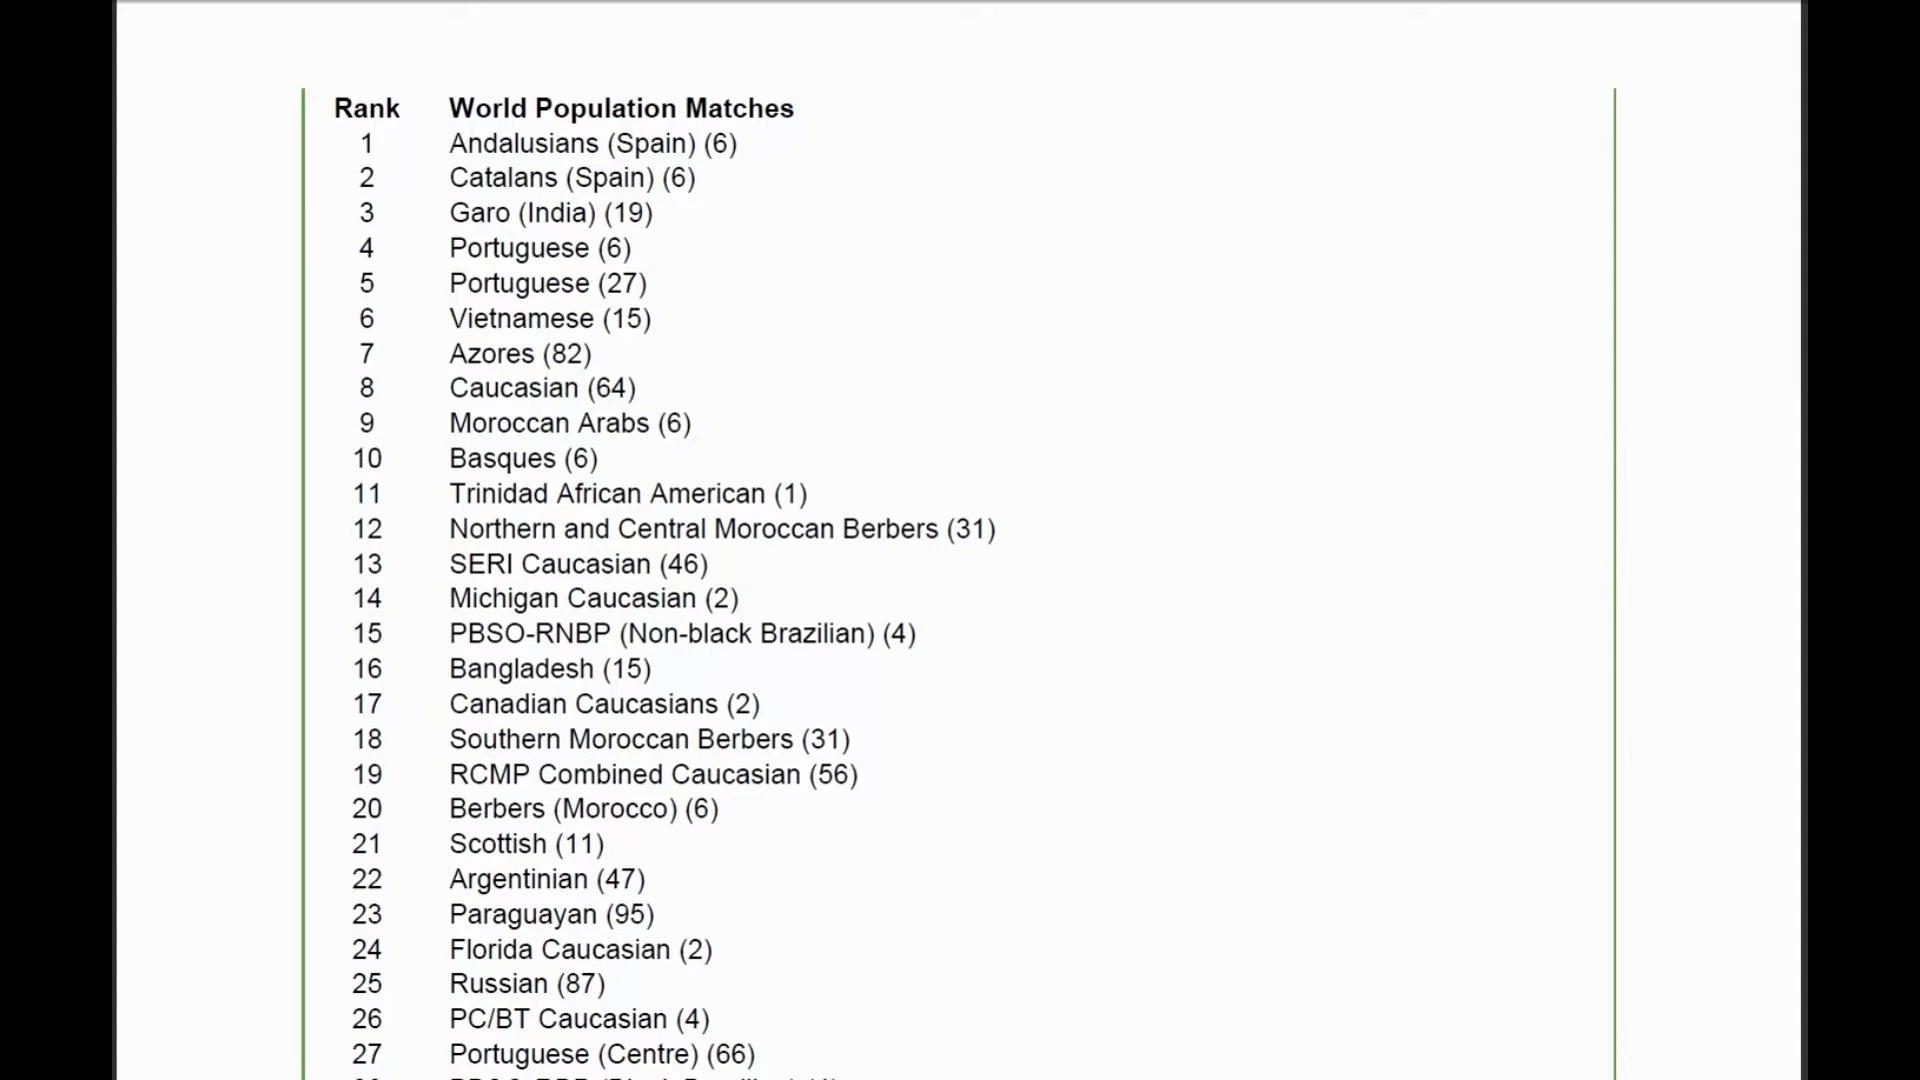 Rank World Population Matches
1 Andalusians (Spain) (6)
2 Catalans (Spain) (6)
3 Garo (India) (19)
4 Portuguese (6)
5 Portuguese (27)
6 Vietnamese (15)
7 Azores (82)
8 Caucasian (64)
9 Moroccan Arabs (6)
10 Basques (6)
11 Trinidad African American (1)
12 Northern and Central Moroccan Berbers (31)
13 SERI Caucasian (46)
14 Michigan Caucasian (2)
15 PBSO-RNBP (Non-black Brazilian) (4)
16 Bangladesh (15)
17 Canadian Caucasians (2)
18 Southern Moroccan Berbers (31)
19 RCMP Combined Caucasian (56)
20 Berbers (Morocco) (6)
21 Scottish (11)
22 Argentinian (47)
23 Paraguayan (95)
24 Florida Caucasian (2)
25 Russian (87)
26 PC/BT Caucasian (4)
27 Portuguese (Centre) (66)